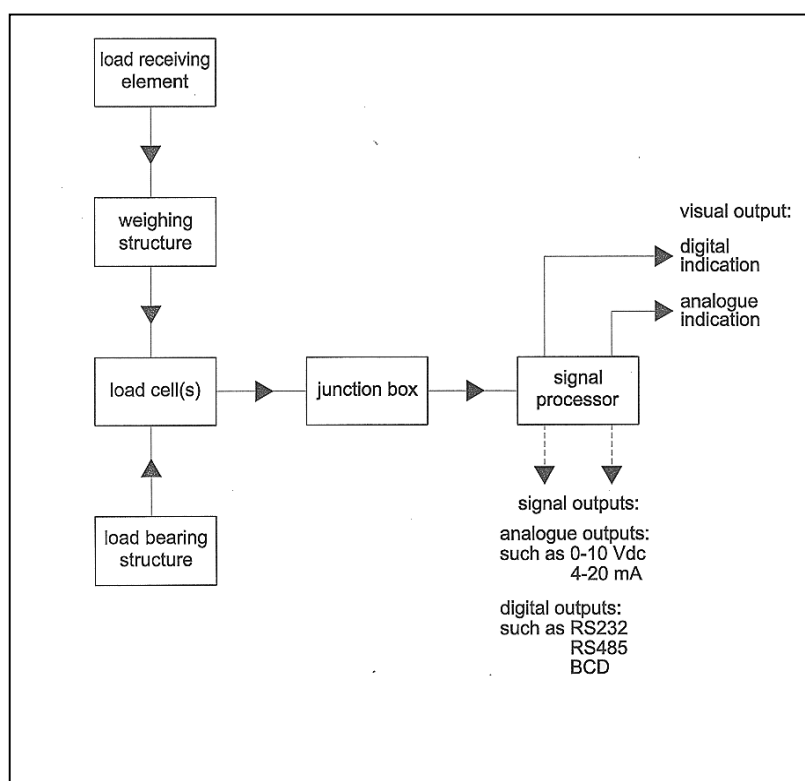 load receiving
element
weighing
structure
load cell(s)
junction box
signal
processor
load bearing
structure
visual output:
digital
indication
analogue
indication
signal outputs:
analogue outputs:
such as 0-10 Vdc
4-20 mA
digital outputs:
such as RS232
RS485
BCD